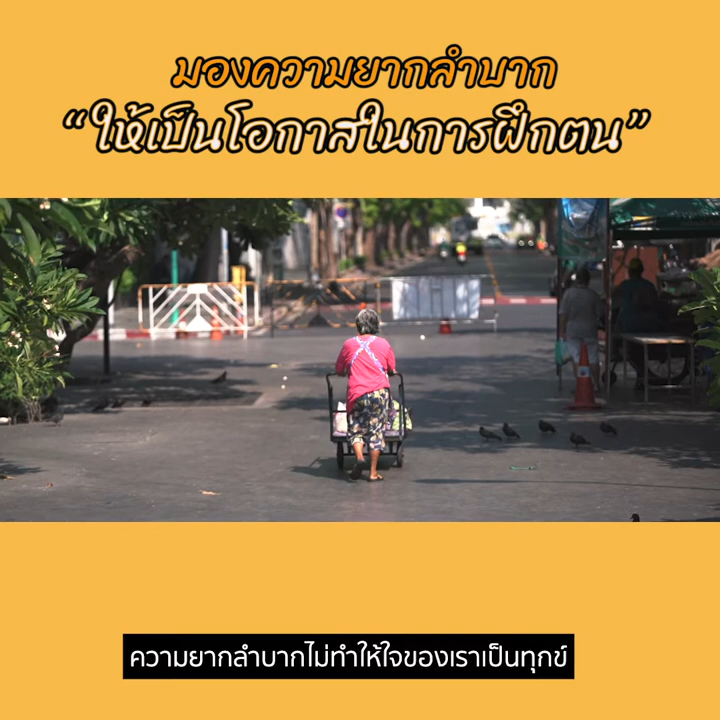 มองความยากลำบาก
“ให้เป็นโอกาสในการฝึกตน”
ความยากลำบากไม่ทำให้ใจของเราเป็นทุกข์